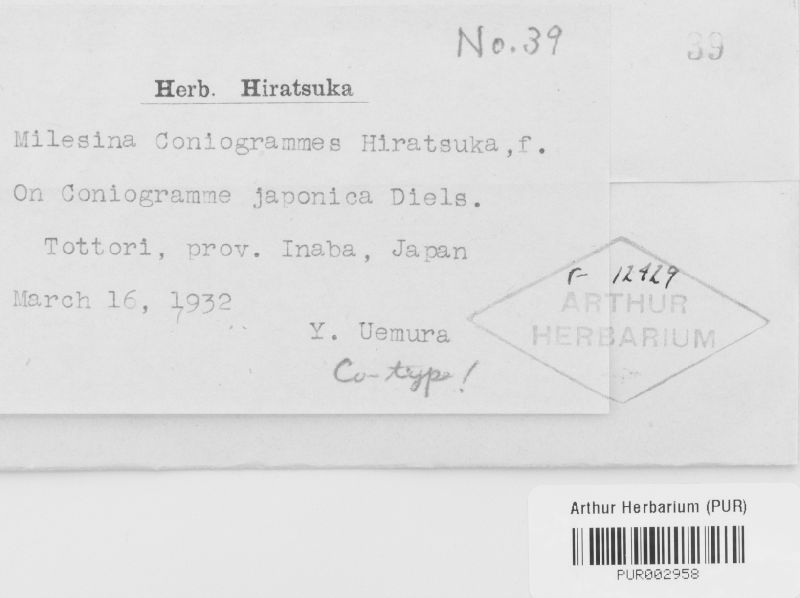 No.39
39
Herb. Hiratsuka
Milesina Coniogrammes Hiratsuka,f.
On Coniogramme japonica Diels.
Tottori, prov. Inaba, Japan
March 16, 1932
Y. Uemura
Co-type!
r- 12429
ARTHUR
HERBARIUM
Arthur Herbarium (PUR)
PUR002958